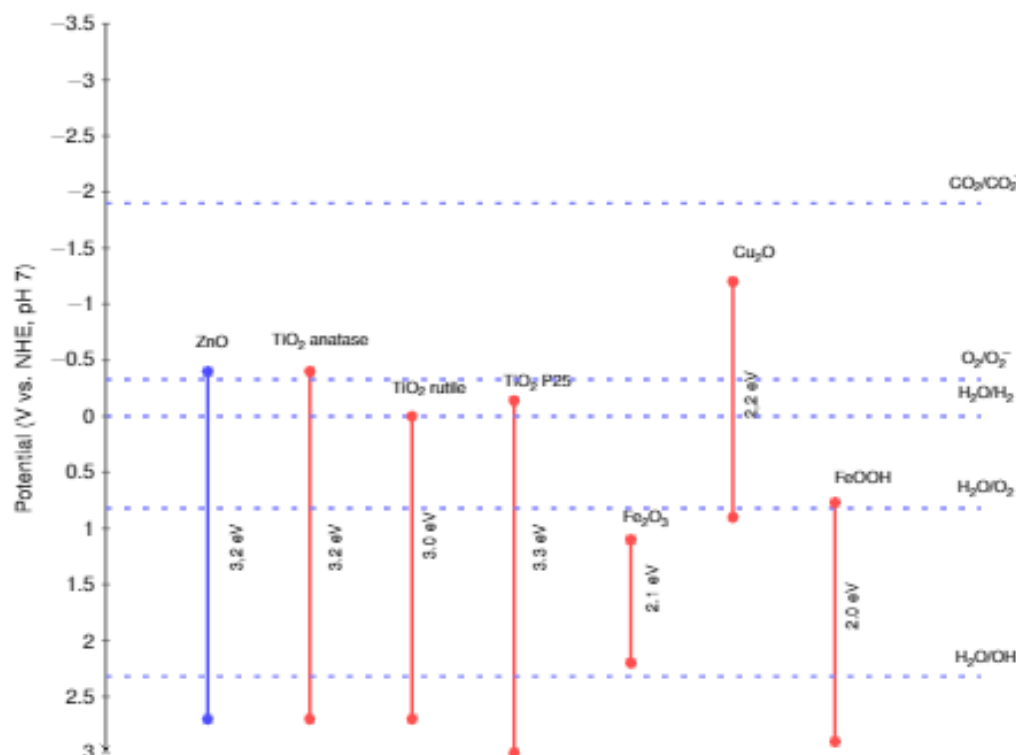 −3.5
−3
−2.5
−2
−1.5
−1
−0.5
0
0.5
1
1.5
2
2.5
3
Potential (V vs. NHE, pH 7)
CO₂/CO₂⁻
Cu₂O
ZnO
TiO₂ anatase
O₂/O₂⁻
TiO₂ rutile
TiO₂ P25
H₂O/H₂
2.2 eV
FeOOH
H₂O/O₂
Fe₂O₃
3.2 eV
3.2 eV
3.0 eV
3.3 eV
2.1 eV
2.0 eV
H₂O/OH